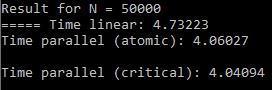 Result for N = 50000
===== Time linear: 4.73223
Time parallel (atomic): 4.06027
Time parallel (critical): 4.04094